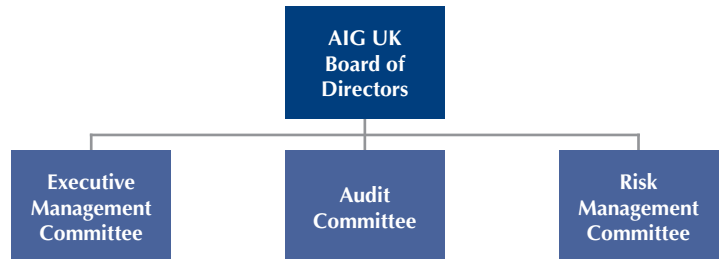 AIG UK
Board of
Directors
Executive
Management
Committee
Audit
Committee
Risk
Management
Committee